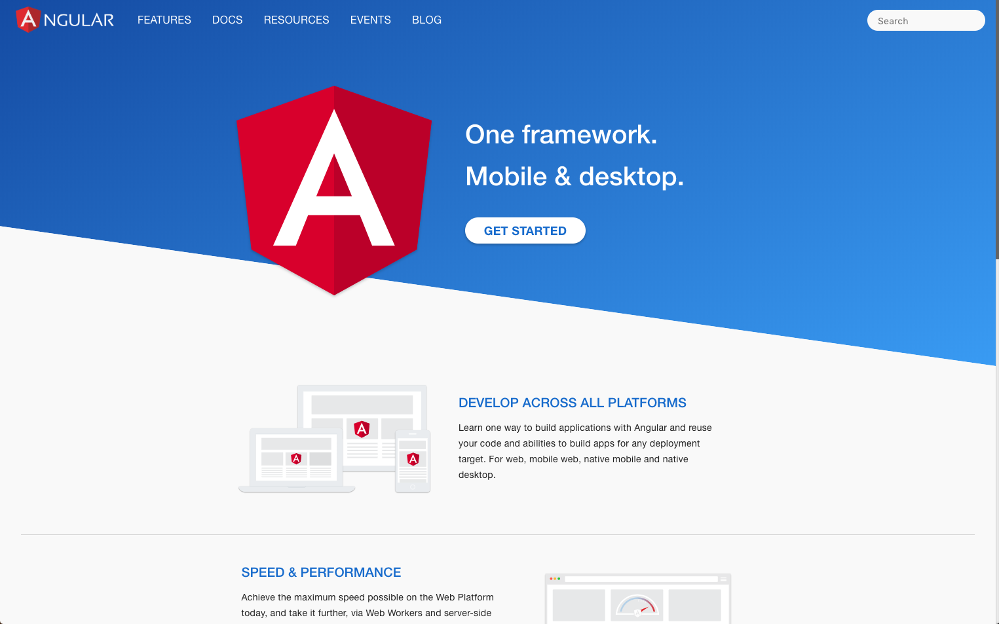 ANGULAR FEATURES DOCS RESOURCES EVENTS BLOG Search
A
One framework.
Mobile & desktop.
GET STARTED
DEVELOP ACROSS ALL PLATFORMS
Learn one way to build applications with Angular and reuse
your code and abilities to build apps for any deployment
target. For web, mobile web, native mobile and native
desktop.
A
A
A
SPEED & PERFORMANCE
Achieve the maximum speed possible on the Web Platform
today, and take it further, via Web Workers and server-side